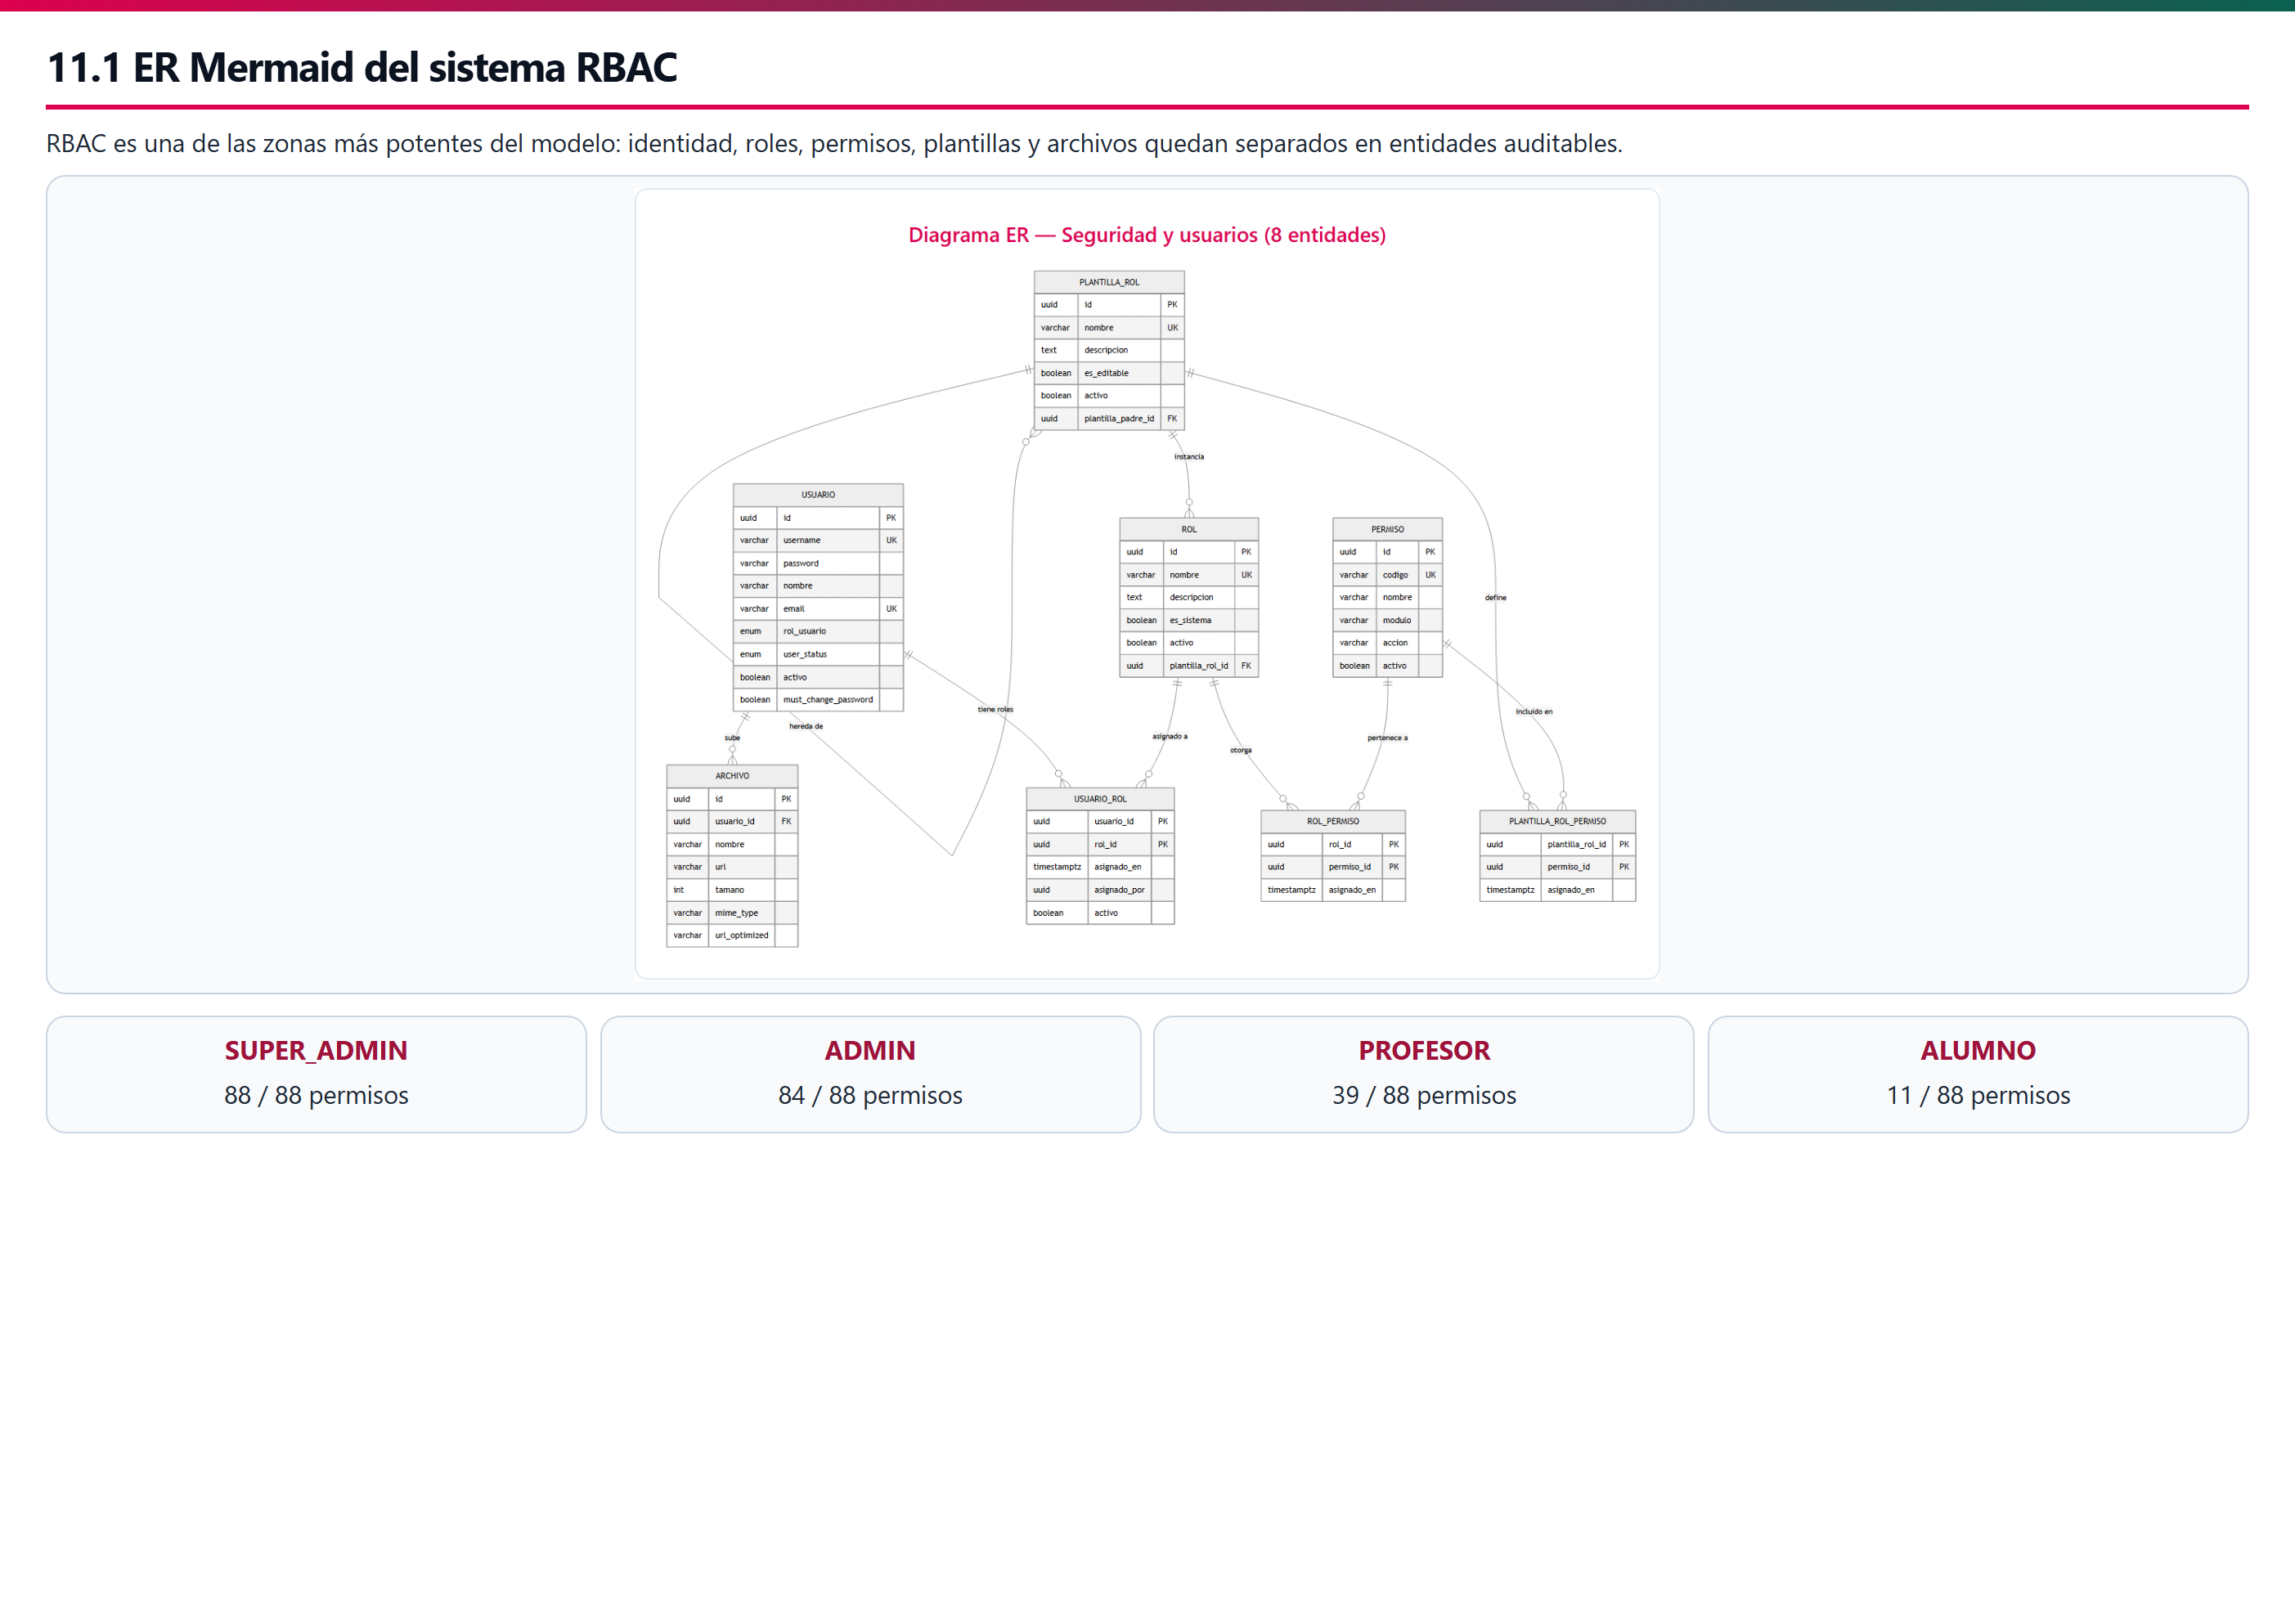 11.1 ER Mermaid del sistema RBAC
RBAC es una de las zonas más potentes del modelo: identidad, roles, permisos, plantillas y archivos quedan separados en entidades auditables.
Diagrama ER — Seguridad y usuarios (8 entidades)
PLANTILLA_ROL
uuid id PK
varchar nombre UK
text descripcion
boolean es_editable
boolean activo
uuid plantilla_padre_id FK
instancia
USUARIO
uuid id PK
varchar username UK
varchar password
varchar nombre
varchar email UK
enum rol_usuario
enum user_status
boolean activo
boolean must_change_password
ROL
uuid id PK
varchar nombre UK
text descripcion
boolean es_sistema
boolean activo
uuid plantilla_rol_id FK
PERMISO
uuid id PK
varchar codigo UK
varchar nombre
varchar modulo
varchar accion
boolean activo
define
tiene roles
incluido en
hereda de
sube
asignado a
otorga
pertenece a
ARCHIVO
uuid id PK
uuid usuario_id FK
varchar nombre
varchar url
int tamano
varchar mime_type
varchar url_optimized
USUARIO_ROL
uuid usuario_id PK
uuid rol_id PK
timestamptz asignado_en
uuid asignado_por
boolean activo
ROL_PERMISO
uuid rol_id PK
uuid permiso_id PK
timestamptz asignado_en
PLANTILLA_ROL_PERMISO
uuid plantilla_rol_id PK
uuid permiso_id PK
timestamptz asignado_en
SUPER_ADMIN
88 / 88 permisos
ADMIN
84 / 88 permisos
PROFESOR
39 / 88 permisos
ALUMNO
11 / 88 permisos